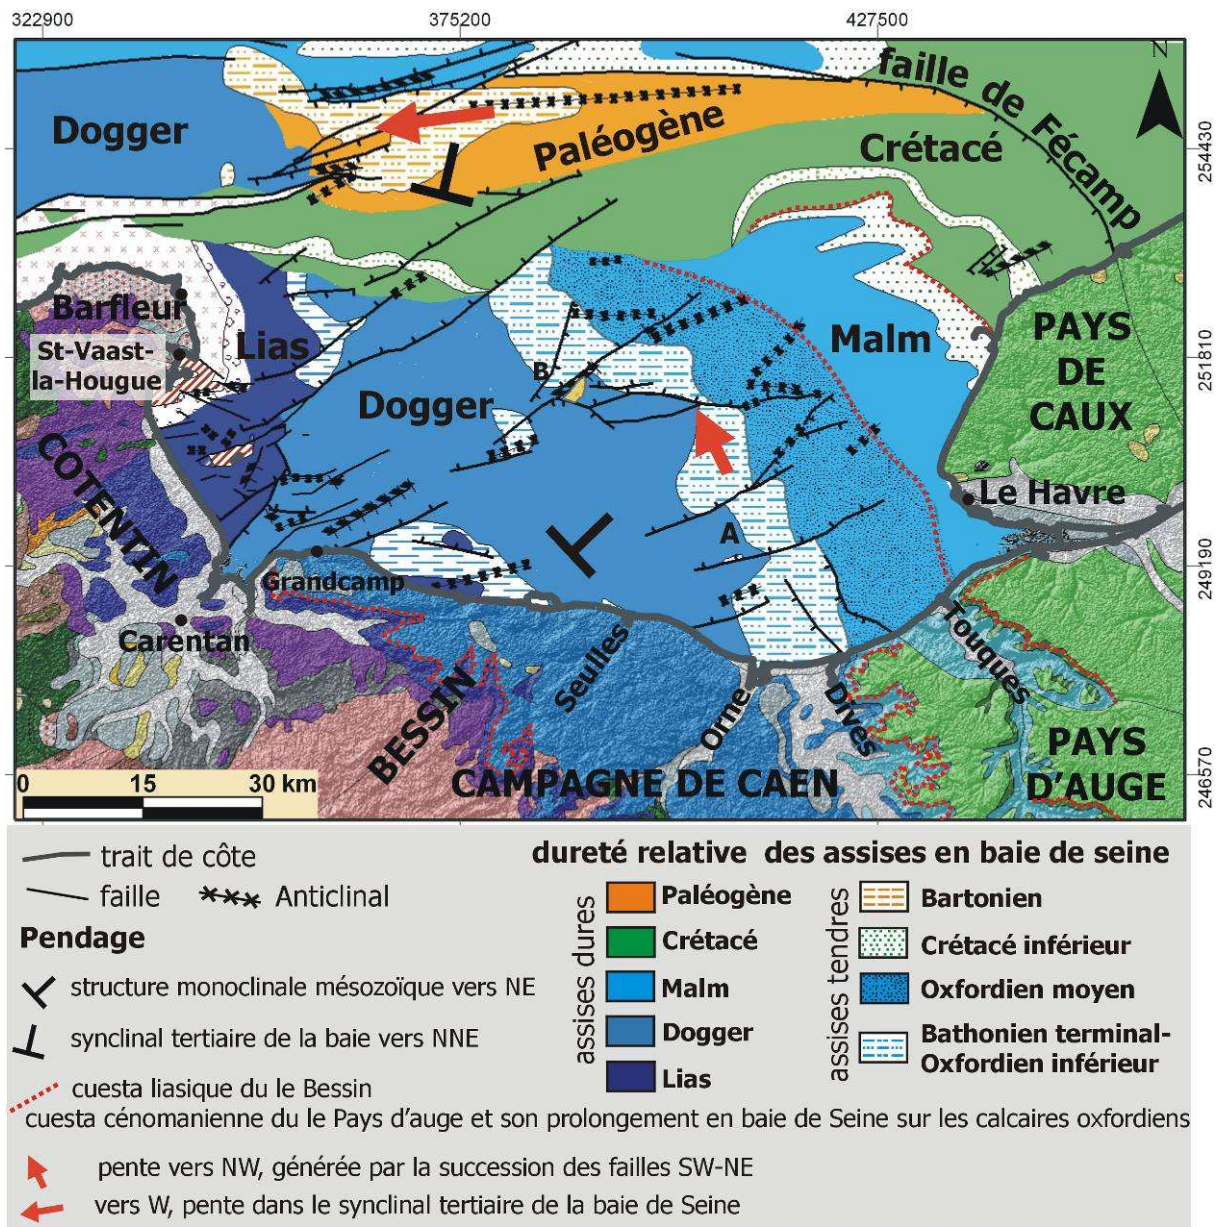 322900
375200
427500
N
faille de Fécamp
Dogger
Paléogène
Crétacé
254430
Barfleur
St-Vaast-
la-Hougue
Lias
Malm
PAYS
DE
CAUX
251810
B
Dogger
COTENTIN
Le Havre
A
249190
Grandcamp
Carentan
Seulles
Touques
BESSIN
Orne
Dives
PAYS
D'AUGE
CAMPAGNE DE CAEN
246570
0 15 30 km
trait de côte
faille
Anticlinal
Pendage
structure monoclinale mésozoïque vers NE
synclinal tertiaire de la baie vers NNE
cuesta liasique du le Bessin
cuesta cénomanienne du le Pays d'auge et son prolongement en baie de Seine sur les calcaires oxfordiens
pente vers NW, générée par la succession des failles SW-NE
vers W, pente dans le synclinal tertiaire de la baie de Seine
dureté relative des assises en baie de seine
assises dures
Paléogène
Crétacé
Malm
Dogger
Lias
assises tendres
Bartonien
Crétacé inférieur
Oxfordien moyen
Bathonien terminal-
Oxfordien inférieur